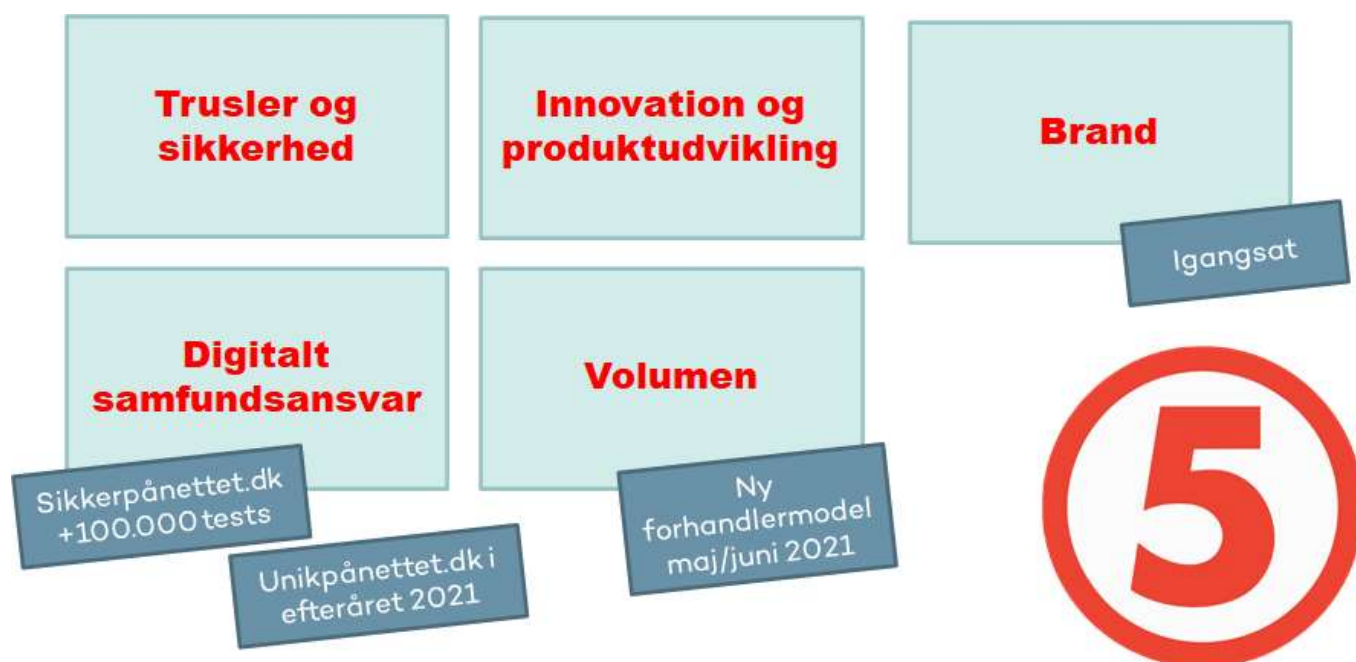 Trusler og
sikkerhed
Innovation og
produktudvikling
Brand
Igangsat
Digitalt
samfundsansvar
Sikkerpånettet.dk
+100.000 tests
Unikpånettet.dk i
efteråret 2021
Volumen
Ny
forhandlermodel
maj/juni 2021
5